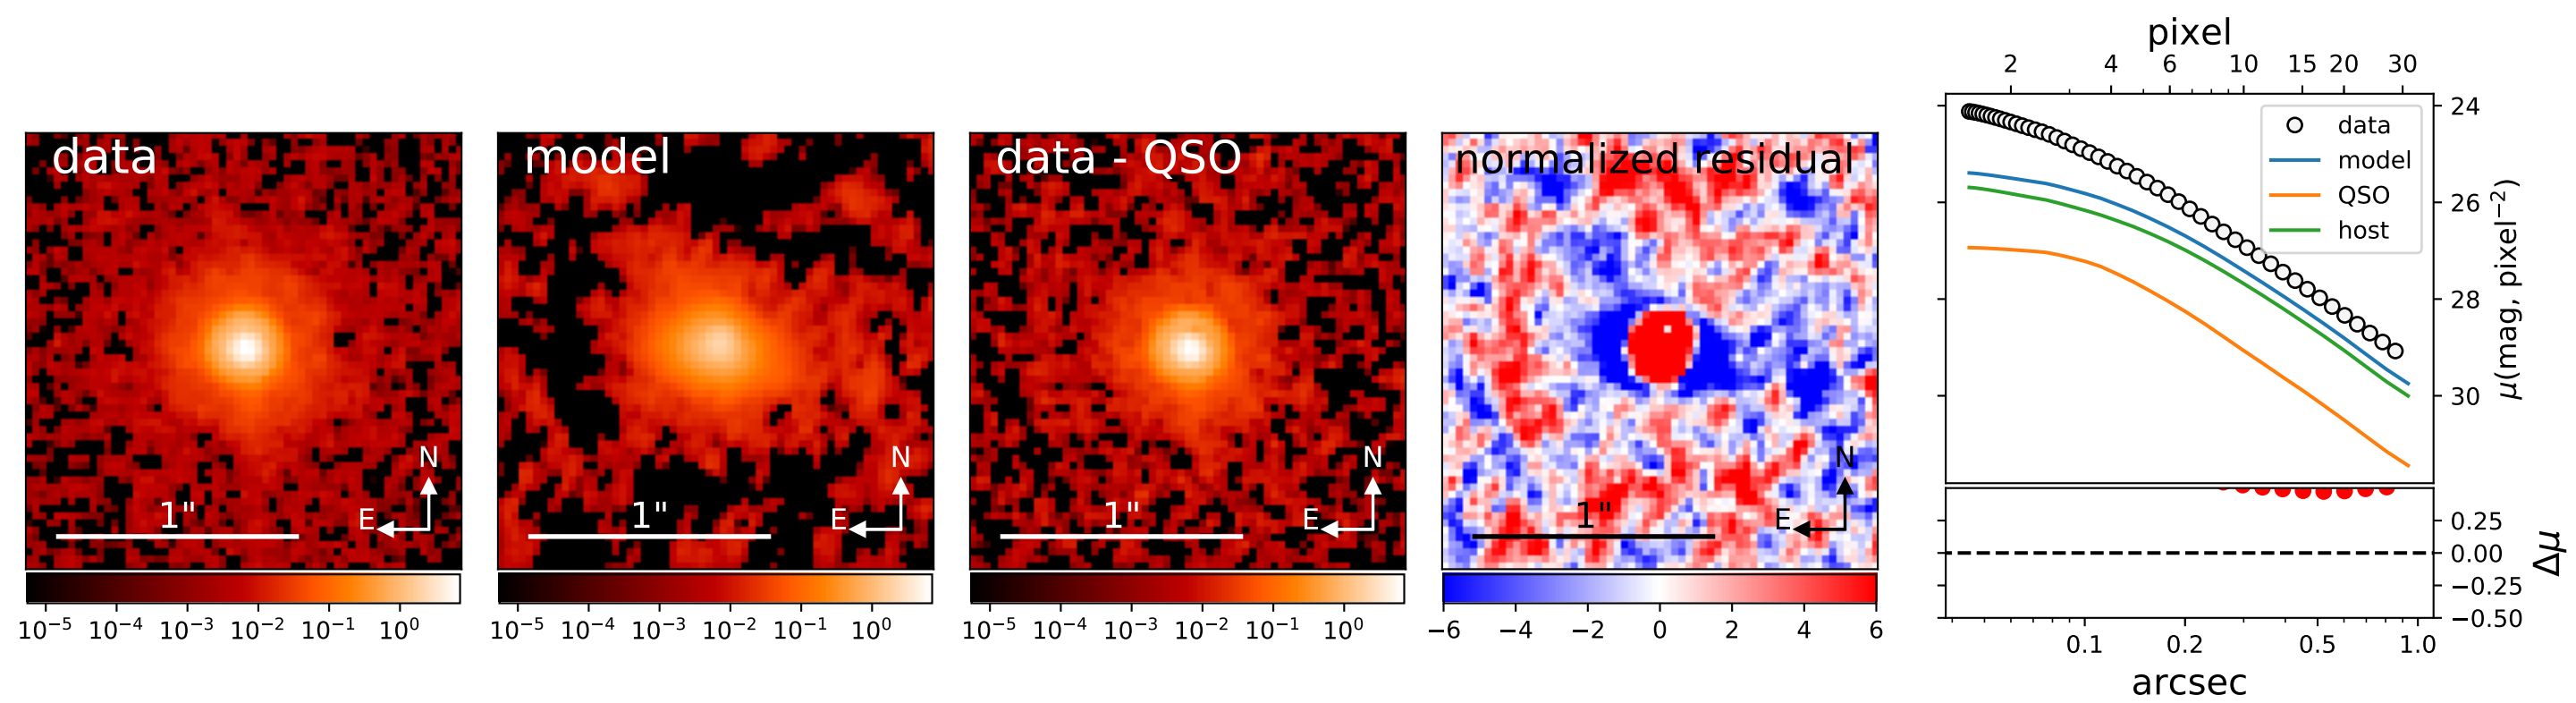 data
N
E
1"
10⁻⁵ 10⁻⁴ 10⁻³ 10⁻² 10⁻¹ 10⁰
model
N
E
1"
10⁻⁵ 10⁻⁴ 10⁻³ 10⁻² 10⁻¹ 10⁰
data - QSO
N
E
1"
10⁻⁵ 10⁻⁴ 10⁻³ 10⁻² 10⁻¹ 10⁰
normalized residual
N
E
1"
−6 −4 −2 0 2 4 6
pixel
2 4 6 10 15 20 30
data
model
QSO
host
24
26
28
30
μ(mag, pixel⁻²)
0.25
0.00
−0.25
−0.50
Δμ
0.1 0.2 0.5 1.0
arcsec